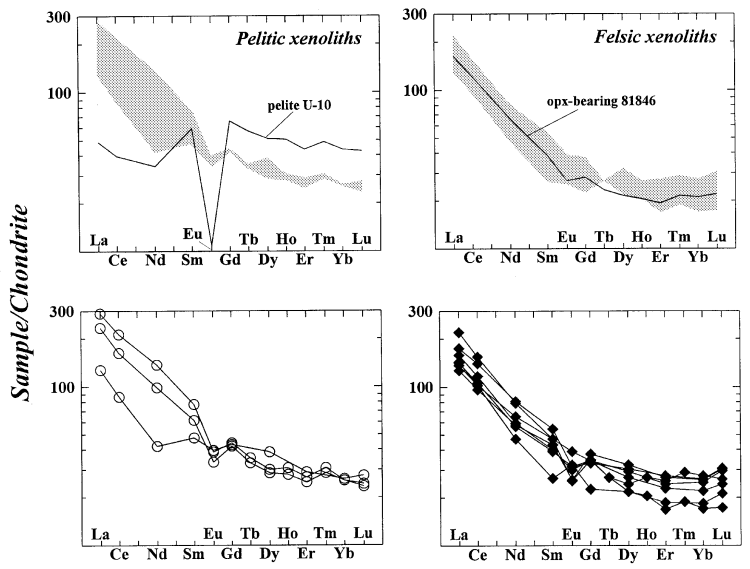 Sample/Chondrite
300
100
Pelitic xenoliths
pelite U-10
La Eu Tb Ho Tm Lu
Ce Nd Sm Gd Dy Er Yb
300
100
Felsic xenoliths
opx-bearing 81846
La Eu Tb Ho Tm Lu
Ce Nd Sm Gd Dy Er Yb
300
100
La Eu Tb Ho Tm Lu
Ce Nd Sm Gd Dy Er Yb
300
100
La Eu Tb Ho Tm Lu
Ce Nd Sm Gd Dy Er Yb